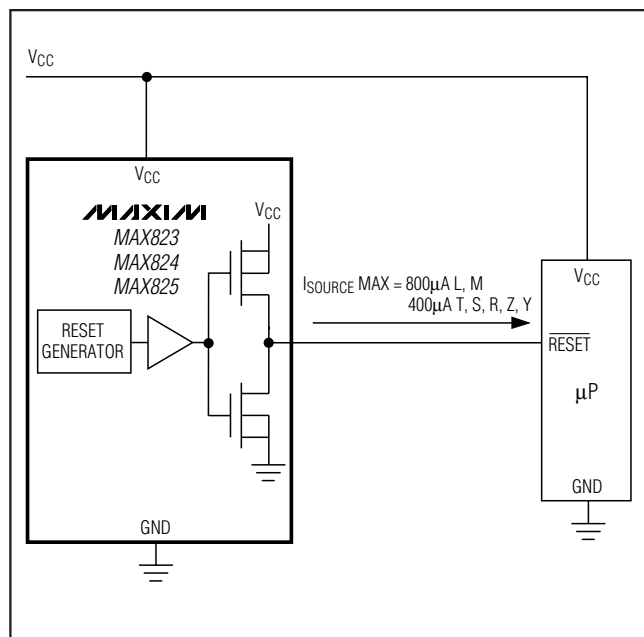 VCC
VCC
MAXIM
MAX823
MAX824
MAX825
VCC
RESET
GENERATOR
ISOURCE MAX = 800μA L, M
400μA T, S, R, Z, Y
VCC
RESET
μP
GND
GND